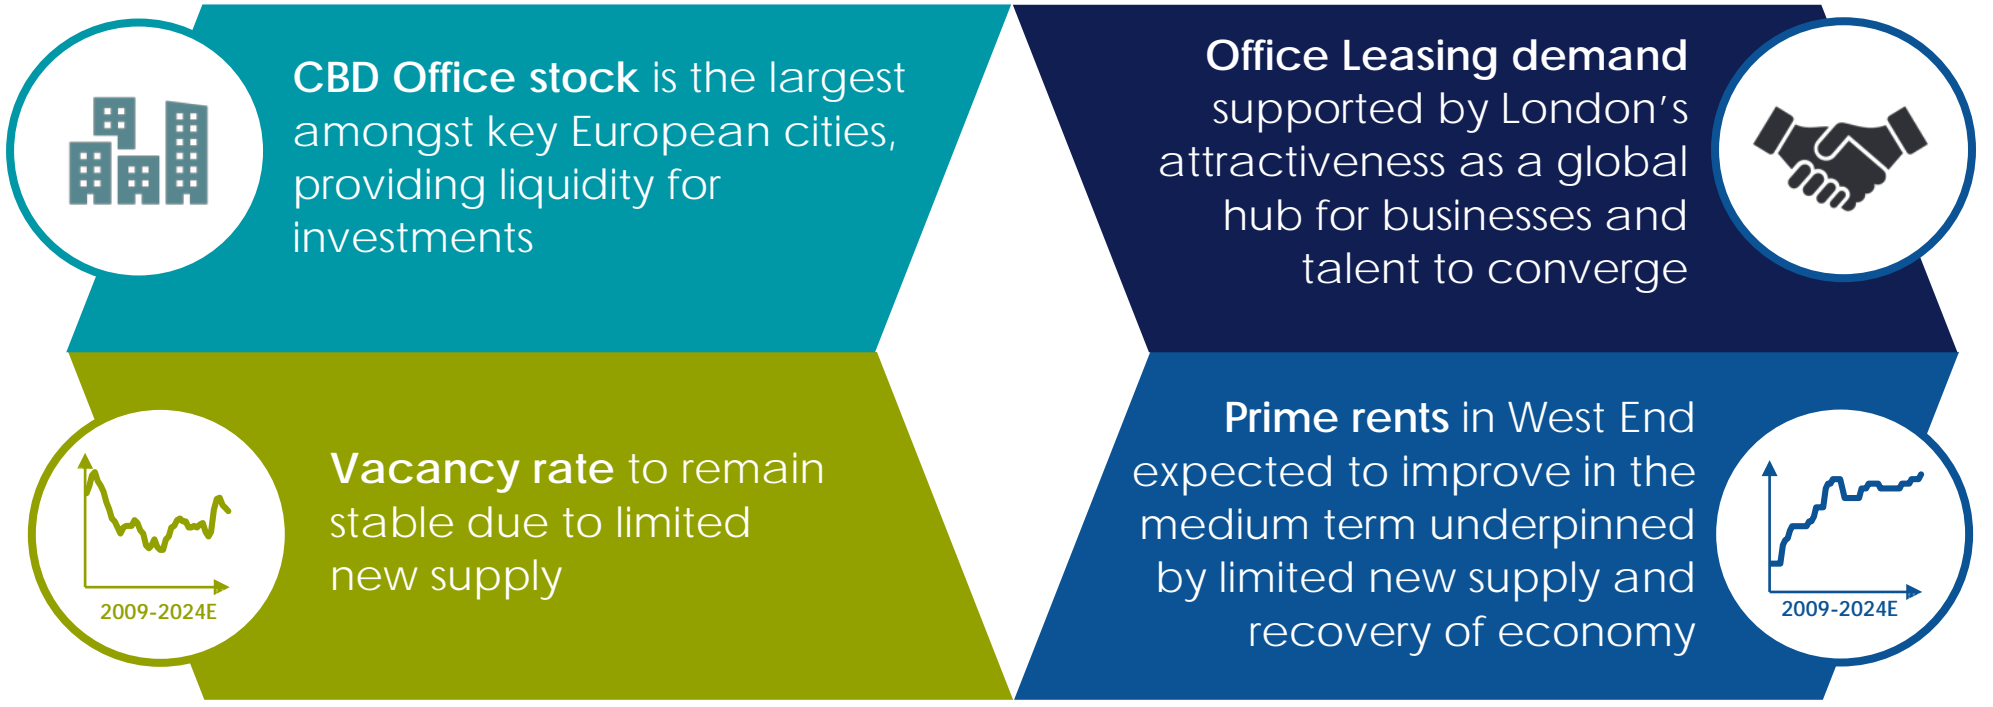 CBD Office stock is the largest
amongst key European cities,
providing liquidity for
investments
Office Leasing demand
supported by London's
attractiveness as a global
hub for businesses and
talent to converge
Vacancy rate to remain
stable due to limited
new supply
2009-2024E
Prime rents in West End
expected to improve in the
medium term underpinned
by limited new supply and
recovery of economy
2009-2024E